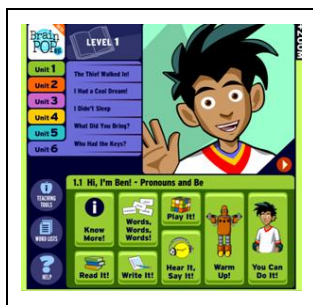 Brain
POP
ESL
LEVEL 1
ZOOM
Unit 1
Unit 2
Unit 3
Unit 4
Unit 5
Unit 6
The Thief Walked In!
I Had a Cool Dream!
I Didn't Sleep
What Did You Bring?
Who Had the Keys?
1.1 Hi, I'm Ben! - Pronouns and Be
TEACHING
TOOLS
WORD LISTS
HELP
Know
More!
Words,
Words,
Words!
Play It!
Read It!
Write It!
Hear It,
Say It!
Warm
Up!
You Can
Do It!